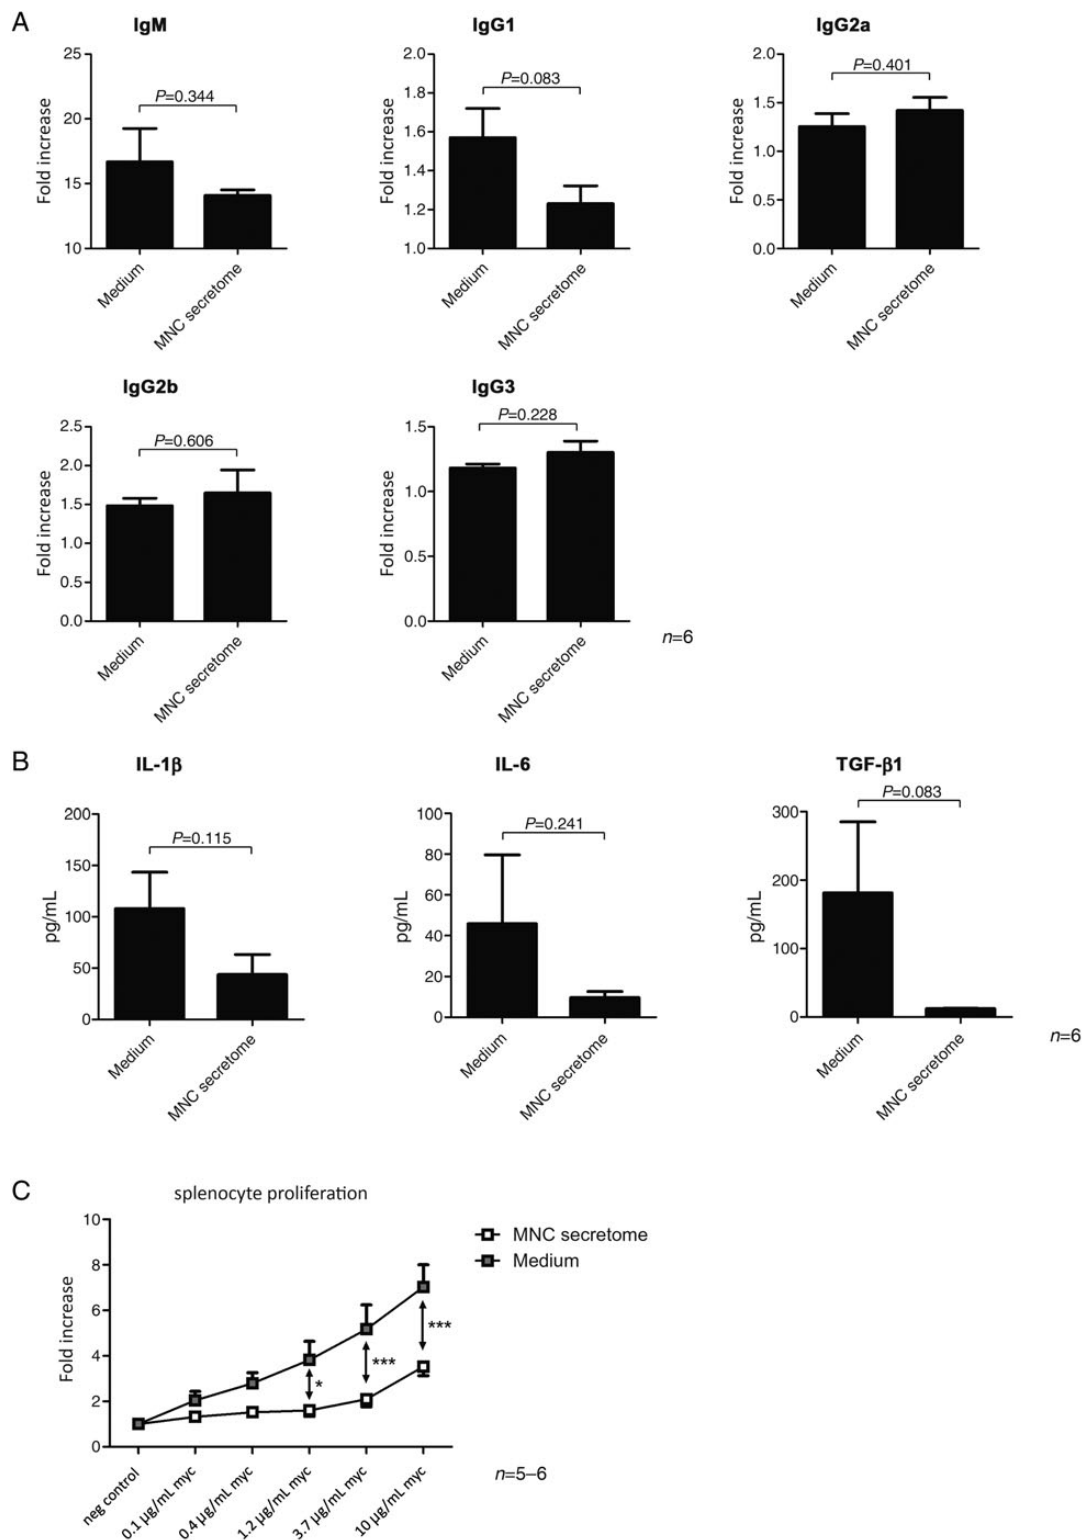 A
IgM
Fold increase
25
20
15
10
P=0.344
Medium
MNC secretome
IgG1
Fold increase
2.0
1.8
1.6
1.4
1.2
1.0
P=0.083
Medium
MNC secretome
IgG2a
Fold increase
2.0
1.5
1.0
0.5
0.0
P=0.401
Medium
MNC secretome
IgG2b
Fold increase
2.5
2.0
1.5
1.0
0.5
0.0
P=0.606
Medium
MNC secretome
IgG3
Fold increase
1.5
1.0
0.5
0.0
P=0.228
Medium
MNC secretome
n=6
B
IL-1β
pg/mL
200
150
100
50
0
P=0.115
Medium
MNC secretome
IL-6
pg/mL
100
80
60
40
20
0
P=0.241
Medium
MNC secretome
TGF-β1
pg/mL
300
200
100
0
P=0.083
Medium
MNC secretome
n=6
C
splenocyte proliferation
Fold increase
10
8
6
4
2
0
*
***
***
MNC secretome
Medium
neg control
0.1 µg/mL myc
0.4 µg/mL myc
1.2 µg/mL myc
3.7 µg/mL myc
10 µg/mL myc
n=5–6